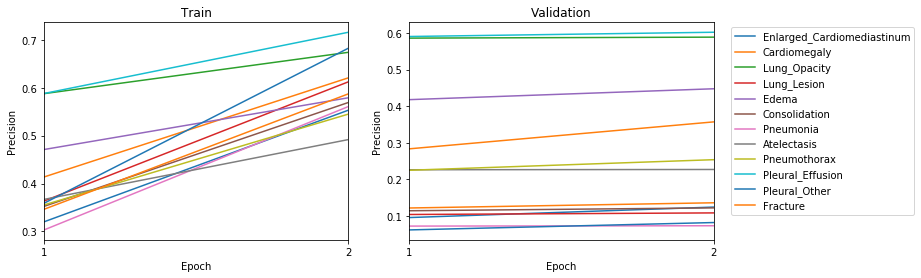 Train
Precision
0.7
0.6
0.5
0.4
0.3
1
2
Epoch
Validation
Precision
0.6
0.5
0.4
0.3
0.2
0.1
1
2
Epoch
Enlarged_Cardiomediastinum
Cardiomegaly
Lung_Opacity
Lung_Lesion
Edema
Consolidation
Pneumonia
Atelectasis
Pneumothorax
Pleural_Effusion
Pleural_Other
Fracture